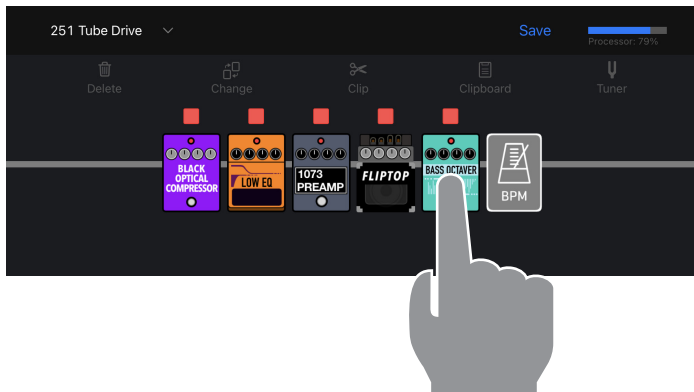 251 Tube Drive
Save
Processor: 79%
Delete
Change
Clip
Clipboard
Tuner
BLACK
OPTICAL
COMPRESSOR
LOW EQ
1073
PREAMP
FLIPTOP
BASS OCTAVER
BPM